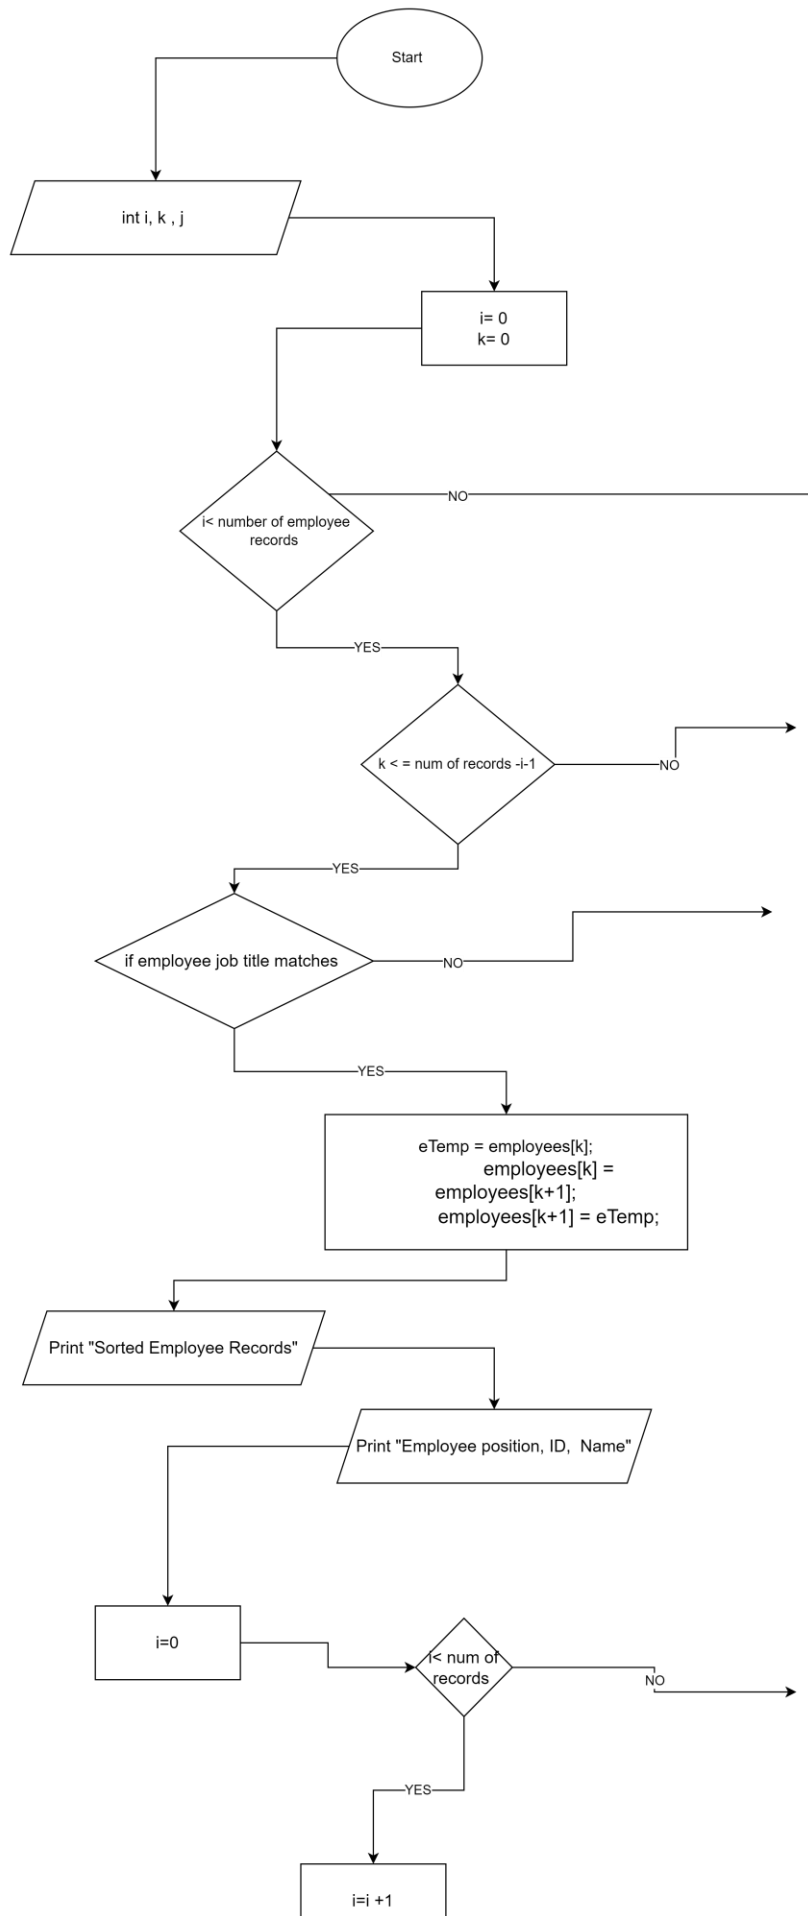 Start
int i, k , j
i= 0
k= 0
i< number of employee
records
NO
YES
k < = num of records -i-1
NO
YES
if employee job title matches
NO
YES
eTemp = employees[k];
employees[k] =
employees[k+1];
employees[k+1] = eTemp;
Print "Sorted Employee Records"
Print "Employee position, ID,  Name"
i=0
i< num of
records
NO
YES
i=i +1